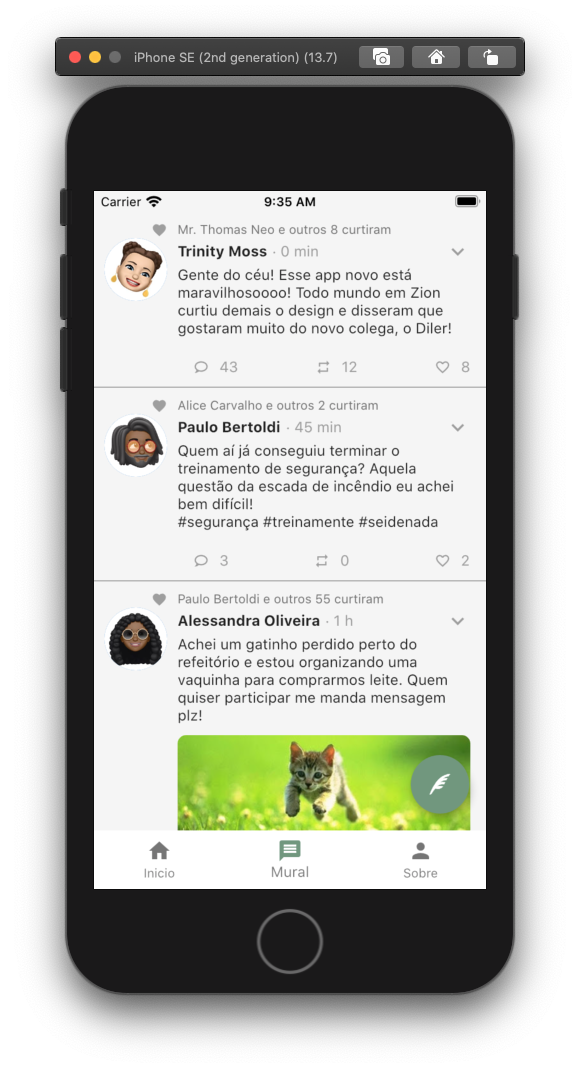 iPhone SE (2nd generation) (13.7)
Carrier 9:35 AM
Mr. Thomas Neo e outros 8 curtiram
Trinity Moss · 0 min
Gente do céu! Esse app novo está
maravilhosoooo! Todo mundo em Zion
curtiu demais o design e disseram que
gostaram muito do novo colega, o Diler!
43 12 8
Alice Carvalho e outros 2 curtiram
Paulo Bertoldi · 45 min
Quem aí já conseguiu terminar o
treinamento de segurança? Aquela
questão da escada de incêndio eu achei
bem difícil!
#segurança #treinamente #seidenada
3 0 2
Paulo Bertoldi e outros 55 curtiram
Alessandra Oliveira · 1 h
Achei um gatinho perdido perto do
refeitório e estou organizando uma
vaquinha para comprarmos leite. Quem
quiser participar me manda mensagem
plz!
Inicio Mural Sobre